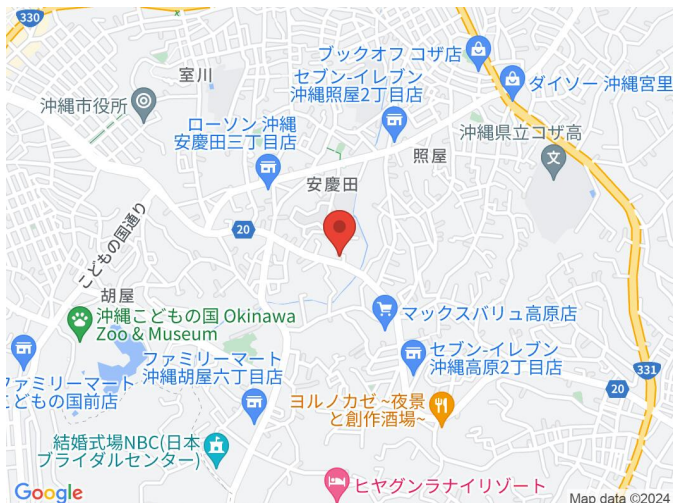 330
ブックオフ コザ店
室川
セブン-イレブン
沖縄照屋2丁目店
ダイソー 沖縄宮里
沖縄市役所
ローソン 沖縄
安慶田三丁目店
沖縄県立コザ高
文
照屋
安慶田
こどもの国通り
20
胡屋
沖縄こどもの国 Okinawa
Zoo & Museum
マックスバリュ高原店
ファミリーマート
こどもの国前店
ファミリーマート
沖縄胡屋六丁目店
セブン-イレブン
沖縄高原2丁目店
331
20
ヨルノカゼ ~夜景
と創作酒場~
結婚式場NBC(日本
ブライダルセンター)
ヒヤグンラナイリゾート
Google
Map data ©2024